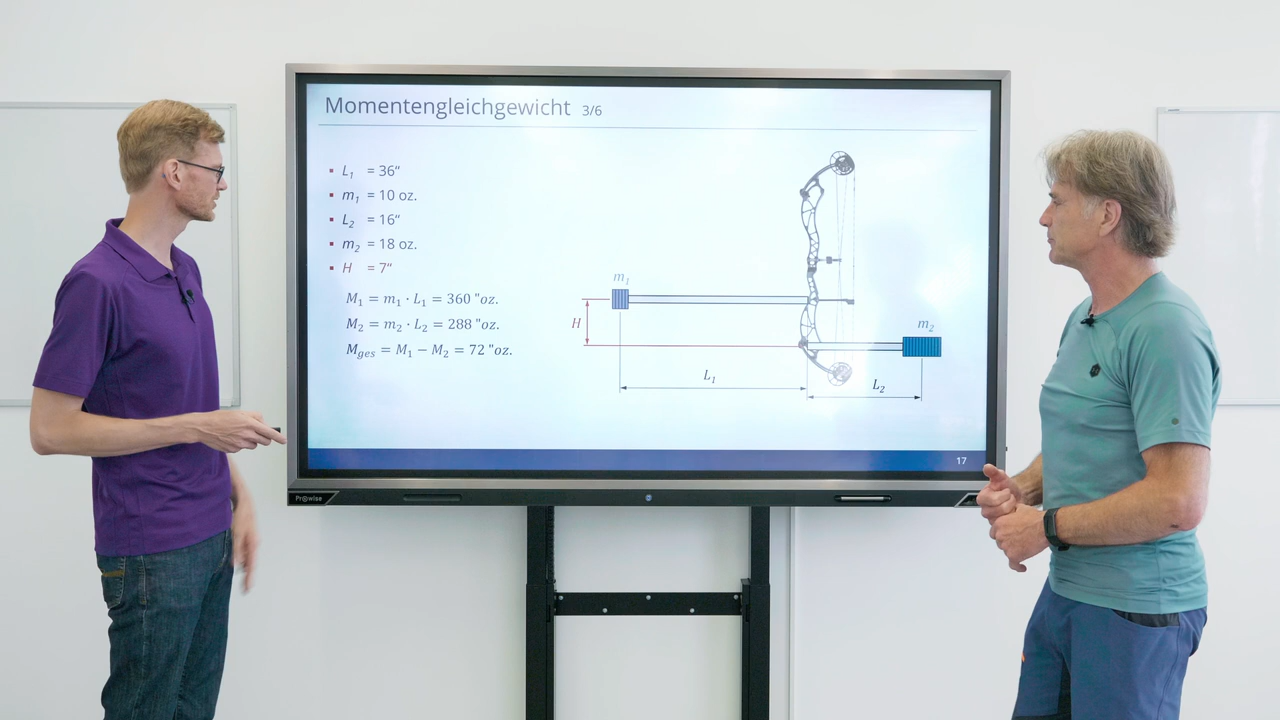 Momentengleichgewicht 3/6
▪ L₁ = 36“
▪ m₁ = 10 oz.
▪ L₂ = 16“
▪ m₂ = 18 oz.
▪ H = 7“
M₁ = m₁ · L₁ = 360 "oz.
M₂ = m₂ · L₂ = 288 "oz.
M_ges = M₁ − M₂ = 72 "oz.
m₁
H
m₂
L₁
L₂
17
Prowise